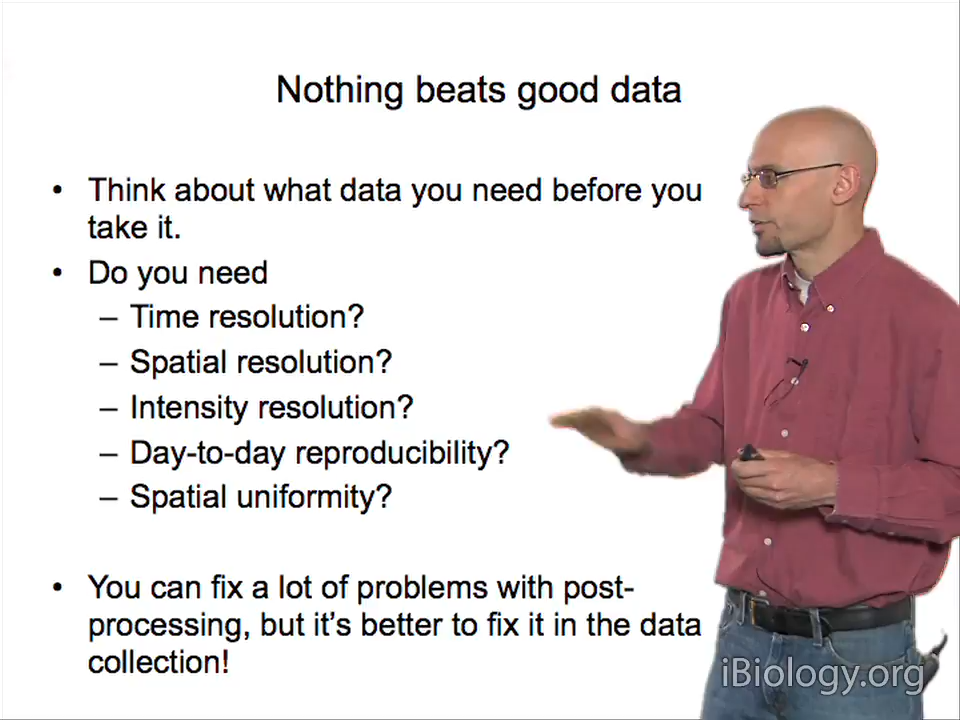 Nothing beats good data
• Think about what data you need before you
take it.
• Do you need
– Time resolution?
– Spatial resolution?
– Intensity resolution?
– Day-to-day reproducibility?
– Spatial uniformity?
• You can fix a lot of problems with post-
processing, but it's better to fix it in the data
collection!
iBiology.org